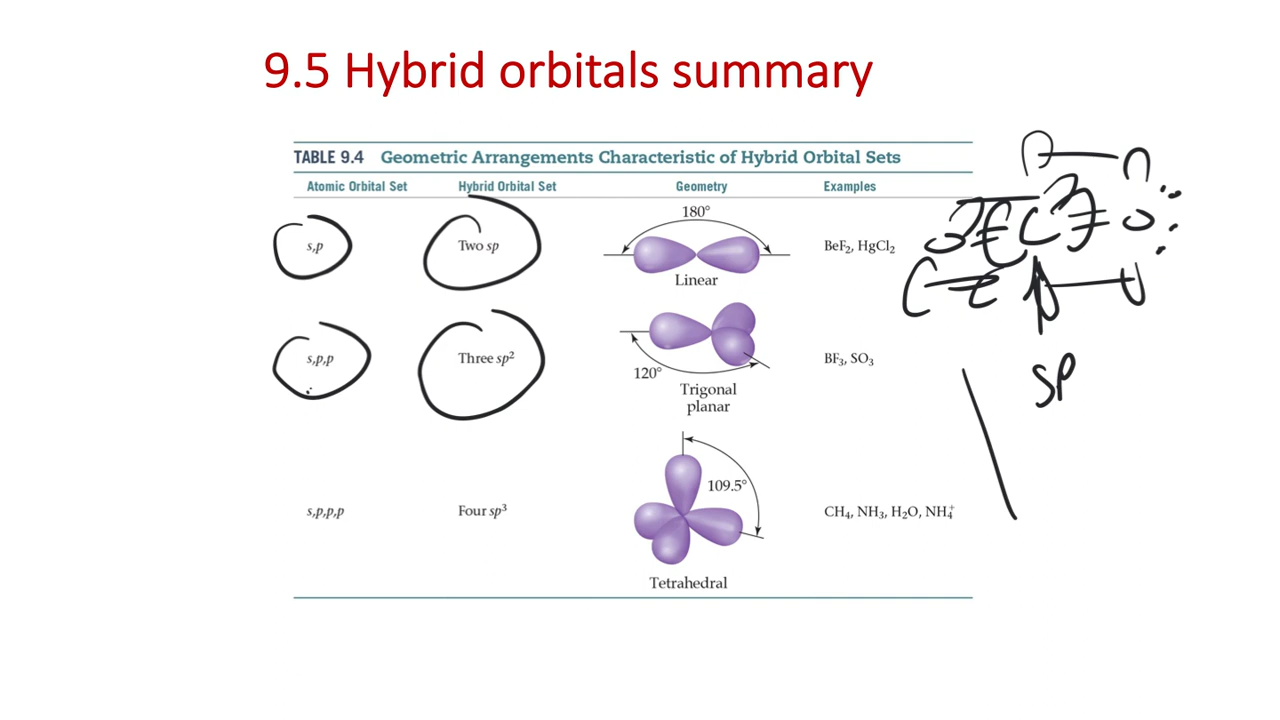 9.5 Hybrid orbitals summary
TABLE 9.4 Geometric Arrangements Characteristic of Hybrid Orbital Sets
Atomic Orbital Set Hybrid Orbital Set Geometry Examples
180°
s,p Two sp BeF₂, HgCl₂
Linear
s,p,p Three sp² BF₃, SO₃
120°
Trigonal
planar
109.5°
s,p,p,p Four sp³ CH₄, NH₃, H₂O, NH₄⁺
Tetrahedral
sp